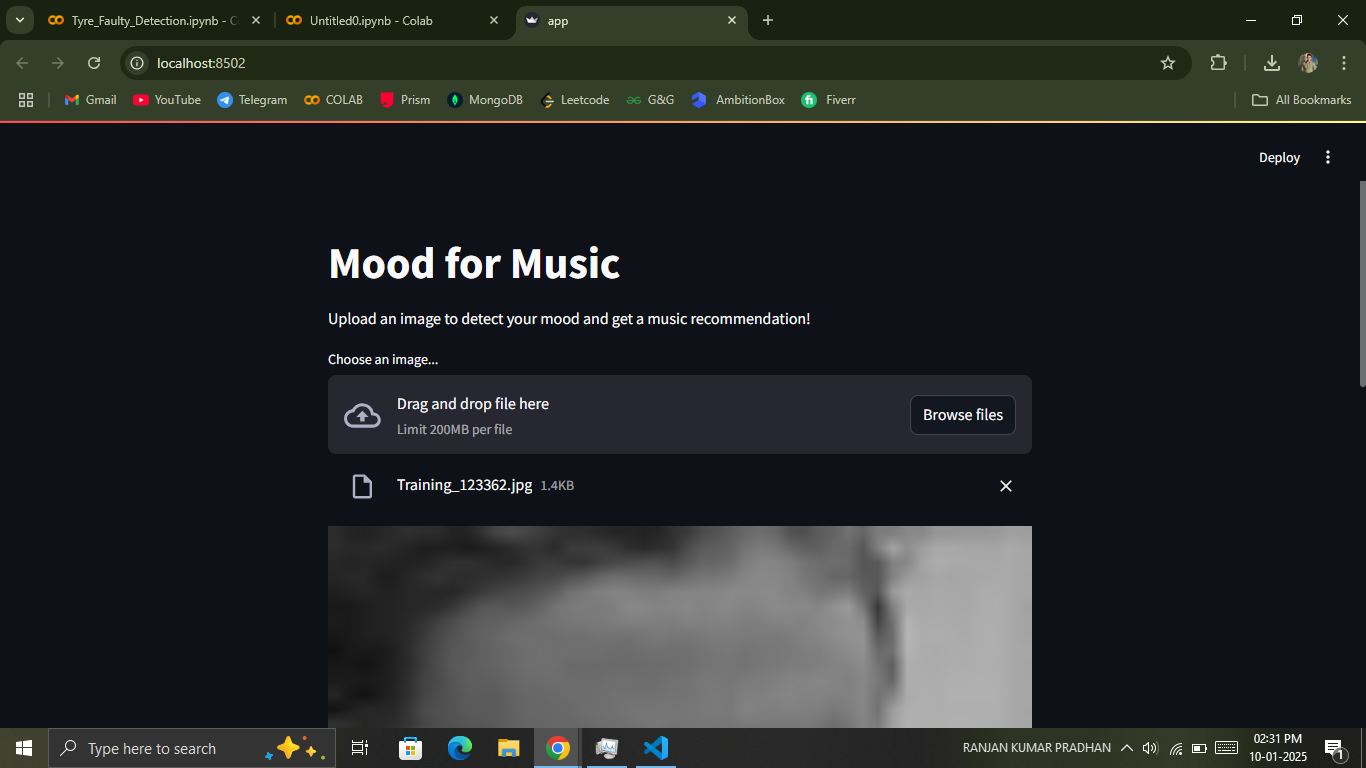 Tyre_Faulty_Detection.ipynb - C
Untitled0.ipynb - Colab
app
localhost:8502
Gmail
YouTube
Telegram
COLAB
Prism
MongoDB
Leetcode
G&G
AmbitionBox
fi
Fiverr
All Bookmarks
Deploy
Mood for Music
Upload an image to detect your mood and get a music recommendation!
Choose an image...
Drag and drop file here
Limit 200MB per file
Browse files
Training_123362.jpg 1.4KB
Type here to search
RANJAN KUMAR PRADHAN
02:31 PM
10-01-2025
1